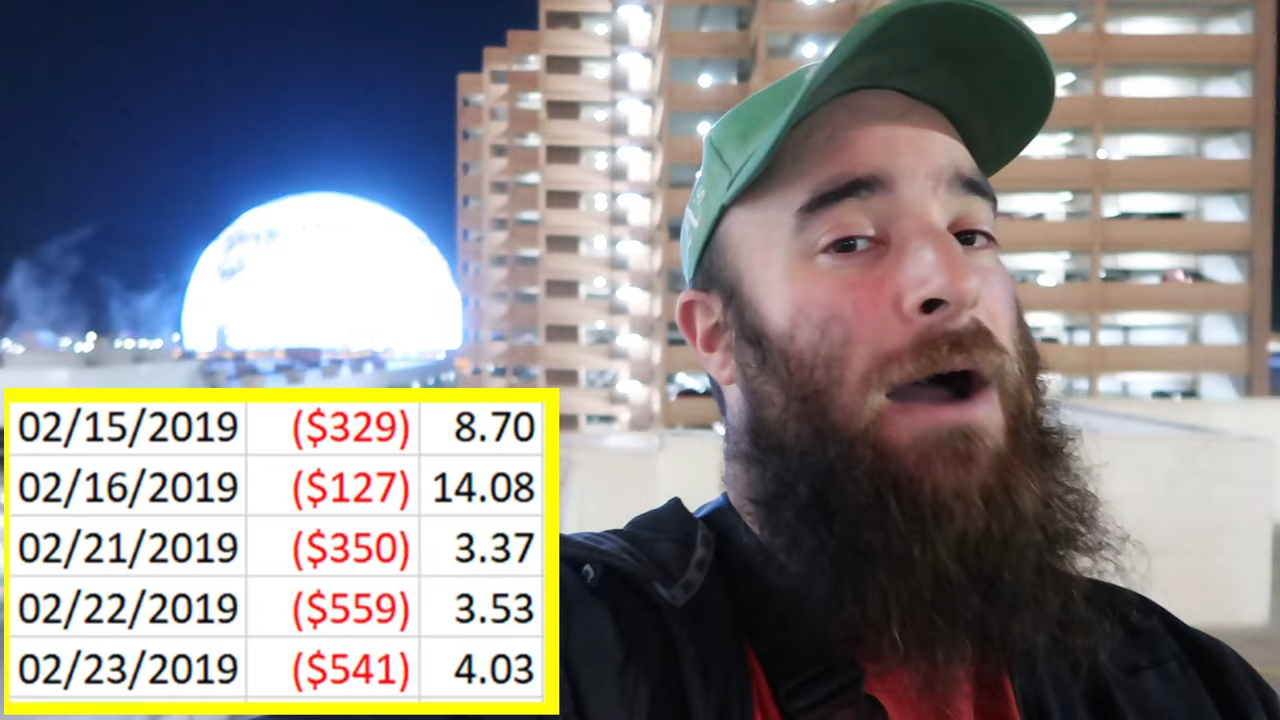 02/15/2019 ($329) 8.70
02/16/2019 ($127) 14.08
02/21/2019 ($350) 3.37
02/22/2019 ($559) 3.53
02/23/2019 ($541) 4.03